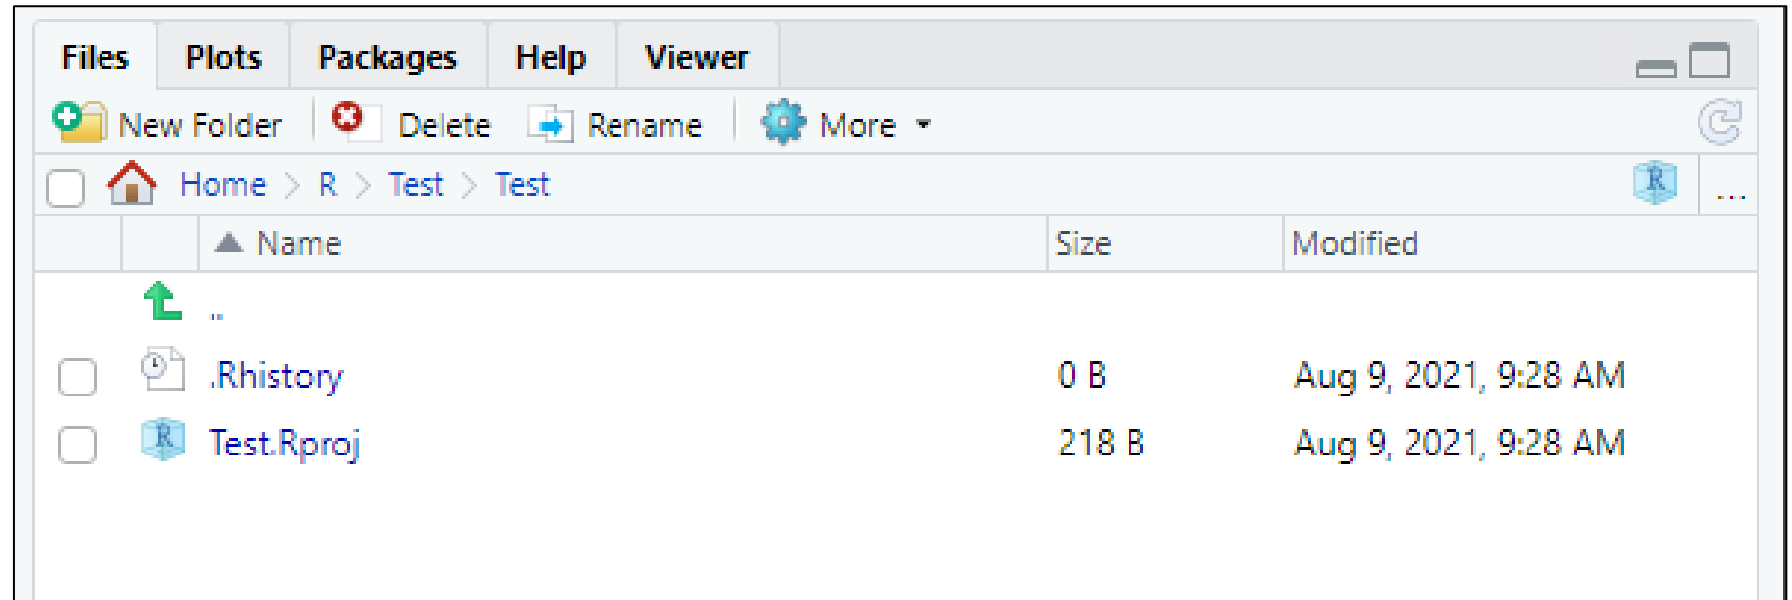 Files Plots Packages Help Viewer
New Folder Delete Rename More
Home > R > Test > Test R ...
Name Size Modified
..
.Rhistory 0 B Aug 9, 2021, 9:28 AM
R Test.Rproj 218 B Aug 9, 2021, 9:28 AM